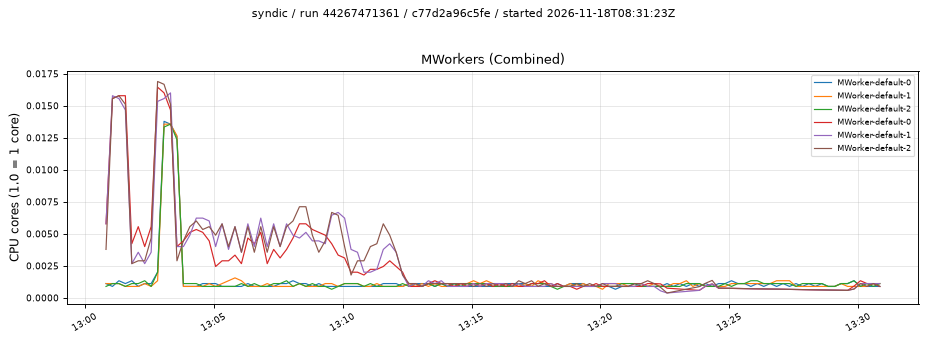 syndic / run 44267471361 / c77d2a96c5fe / started 2026-11-18T08:31:23Z
MWorkers (Combined)
CPU cores (1.0 = 1 core)
0.0175
0.0150
0.0125
0.0100
0.0075
0.0050
0.0025
0.0000
MWorker-default-0
MWorker-default-1
MWorker-default-2
MWorker-default-0
MWorker-default-1
MWorker-default-2
13:00
13:05
13:10
13:15
13:20
13:25
13:30